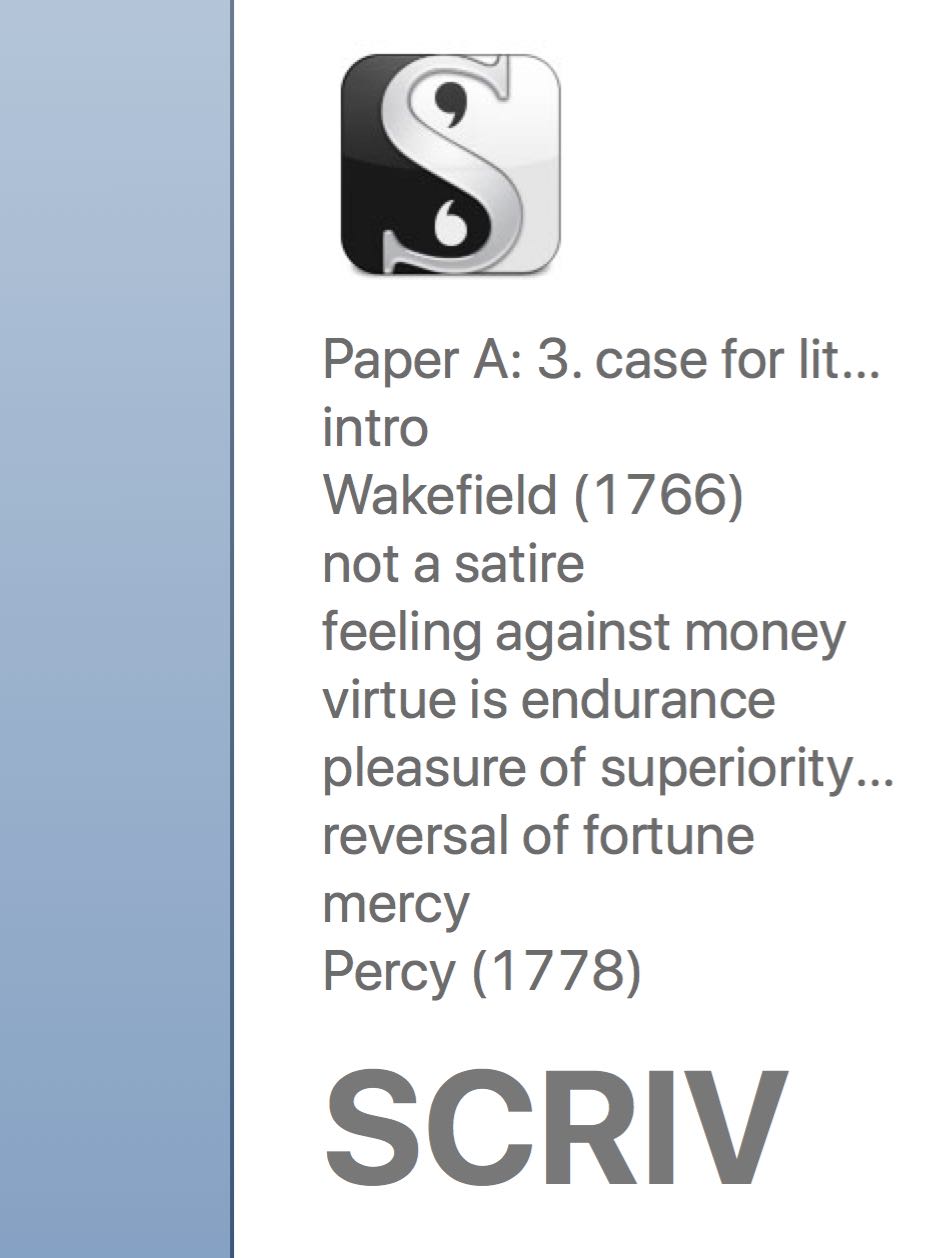 Paper A: 3. case for lit...
intro
Wakefield (1766)
not a satire
feeling against money
virtue is endurance
pleasure of superiority...
reversal of fortune
mercy
Percy (1778)
SCRIV